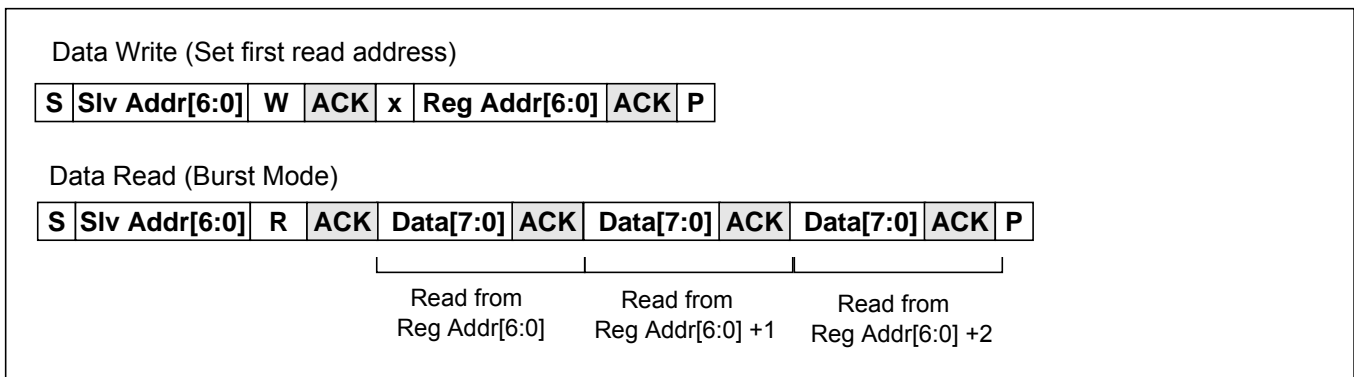 Data Write (Set first read address)
S Slv Addr[6:0] W ACK x Reg Addr[6:0] ACK P
Data Read (Burst Mode)
S Slv Addr[6:0] R ACK Data[7:0] ACK Data[7:0] ACK Data[7:0] ACK P
Read from Read from Read from
Reg Addr[6:0] Reg Addr[6:0] +1 Reg Addr[6:0] +2